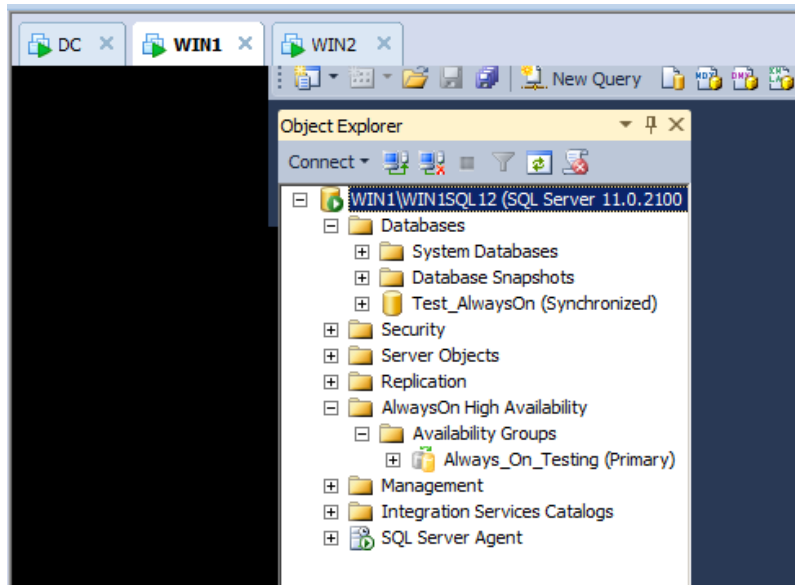 DC WIN1 WIN2
New Query
Object Explorer
Connect
WIN1\WIN1SQL12 (SQL Server 11.0.2100
Databases
System Databases
Database Snapshots
Test_AlwaysOn (Synchronized)
Security
Server Objects
Replication
AlwaysOn High Availability
Availability Groups
Always_On_Testing (Primary)
Management
Integration Services Catalogs
SQL Server Agent